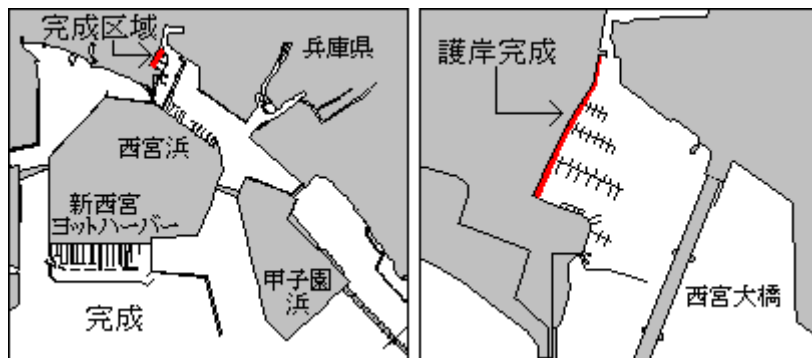 完成区域
兵庫県
西宮浜
新西宮
ヨットハーバー
甲子園
浜
完成
護岸完成
西宮大橋